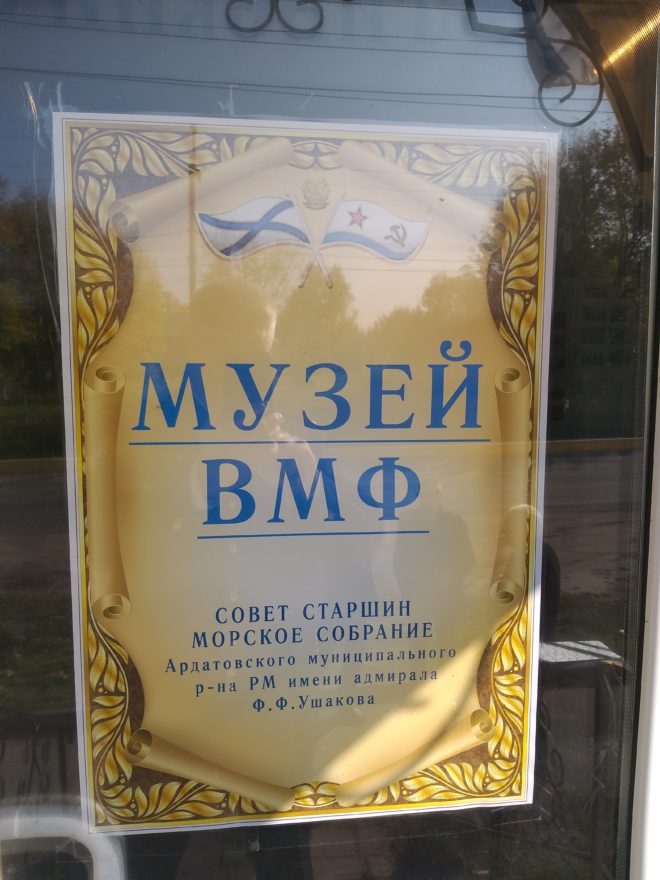 МУЗЕЙ
ВМФ
СОВЕТ СТАРШИН
МОРСКОЕ СОБРАНИЕ
Ардатовского муниципального
р-на РМ имени адмирала
Ф.Ф.Ушакова